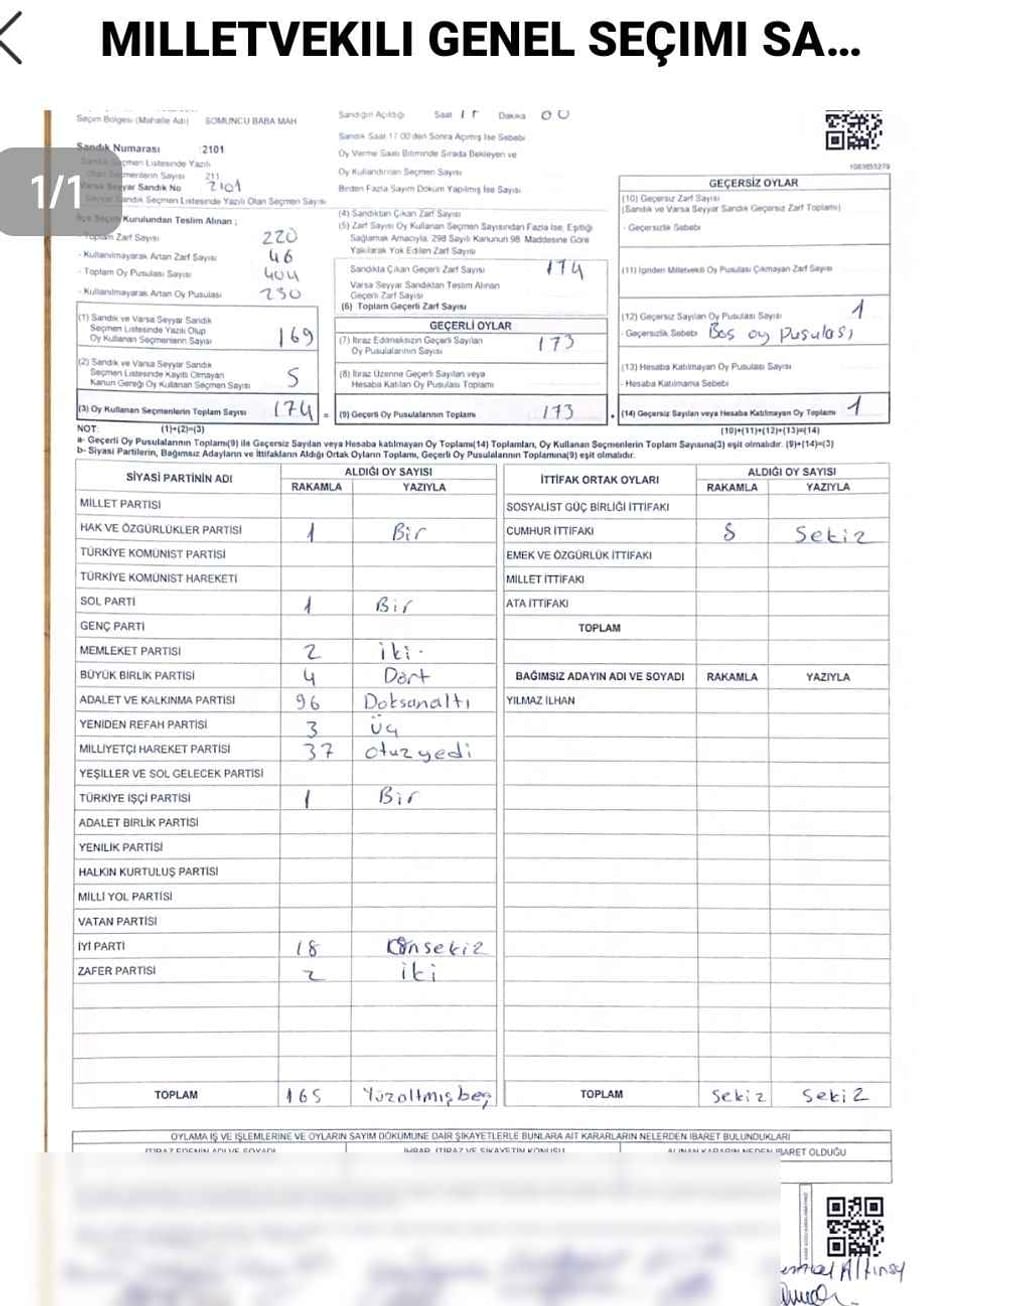 MILLETVEKILI GENEL SEÇIMI SA...
1/1
Seçim Bölgesi (Mahalle Adı) SOMUNCU BABA MAH
Sandık Numarası :2101
Sandık Seçmen Listesinde Yazılı
Olan Seçmenlerin Sayısı 211
Varsa Seyyar Sandık No 2101
Seyyar Sandık Seçmen Listesinde Yazılı Olan Seçmen Sayısı
Sandığın Açıldığı Saat 17 Dakika 00
Sandık Saat 17.00'den Sonra Açılmış İse Sebebi
Oy Verme Saati Bitiminde Sırada Bekleyen ve
Oy Kullandırılan Seçmen Sayısı
Birden Fazla Sayım Döküm Yapılmış İse Sayısı
İlçe Seçim Kurulundan Teslim Alınan ;
- Toplam Zarf Sayısı 220
- Kullanılmayarak Artan Zarf Sayısı 46
- Toplam Oy Pusulası Sayısı 404
- Kullanılmayarak Artan Oy Pusulası 230
(1) Sandık ve Varsa Seyyar Sandık
Seçmen Listesinde Yazılı Olup
Oy Kullanan Seçmenlerin Sayısı 169
(2) Sandık ve Varsa Seyyar Sandık
Seçmen Listesinde Kayıtlı Olmayan
Kanun Gereği Oy Kullanan Seçmen Sayısı 5
(3) Oy Kullanan Seçmenlerin Toplam Sayısı 174 =
(4) Sandıktan Çıkan Zarf Sayısı
(5) Zarf Sayısı Oy Kullanan Seçmen Sayısından Fazla İse, Eşitliği
Sağlamak Amacıyla, 298 Sayılı Kanunun 98. Maddesine Göre
Yakılarak Yok Edilen Zarf Sayısı
Sandıkta Çıkan Geçerli Zarf Sayısı 174
Varsa Seyyar Sandıktan Teslim Alınan
Geçerli Zarf Sayısı
(6) Toplam Geçerli Zarf Sayısı
GEÇERLİ OYLAR
(7) İtiraz Edilmeksizin Geçerli Sayılan
Oy Pusulalarının Sayısı 173
(8) İtiraz Üzerine Geçerli Sayılan veya
Hesaba Katılan Oy Pusulası Toplamı
(9) Geçerli Oy Pusulalarının Toplamı 173
GEÇERSİZ OYLAR
(10) Geçersiz Zarf Sayısı
(Sandık ve Varsa Seyyar Sandık Geçersiz Zarf Toplamı)
- Geçersizlik Sebebi
(11) İçinden Milletvekili Oy Pusulası Çıkmayan Zarf Sayısı
(12) Geçersiz Sayılan Oy Pusulası Sayısı 1
- Geçersizlik Sebebi Boş oy pusulası
(13) Hesaba Katılmayan Oy Pusulası Sayısı
- Hesaba Katılmama Sebebi
(14) Geçersiz Sayılan veya Hesaba Katılmayan Oy Toplamı 1
NOT: (1)+(2)=(3) (10)+(11)+(12)+(13)=(14)
a- Geçerli Oy Pusulalarının Toplamı(9) ile Geçersiz Sayılan veya Hesaba katılmayan Oy Toplamı(14) Toplamları, Oy Kullanan Seçmenlerin Toplam Sayısına(3) eşit olmalıdır. (9)+(14)=(3)
b- Siyasi Partilerin, Bağımsız Adayların ve İttifakların Aldığı Ortak Oyların Toplamı, Geçerli Oy Pusulalarının Toplamına(9) eşit olmalıdır.
SİYASİ PARTİNİN ADI ALDIĞI OY SAYISI
RAKAMLA YAZIYLA
MİLLET PARTİSİ
HAK VE ÖZGÜRLÜKLER PARTİSİ 1 Bir
TÜRKİYE KOMÜNİST PARTİSİ
TÜRKİYE KOMÜNİST HAREKETİ
SOL PARTİ 1 Bir
GENÇ PARTİ
MEMLEKET PARTİSİ 2 iki
BÜYÜK BİRLİK PARTİSİ 4 Dört
ADALET VE KALKINMA PARTİSİ 96 Doksanaltı
YENİDEN REFAH PARTİSİ 3 üç
MİLLİYETÇİ HAREKET PARTİSİ 37 otuzyedi
YEŞİLLER VE SOL GELECEK PARTİSİ
TÜRKİYE İŞÇİ PARTİSİ 1 Bir
ADALET BİRLİK PARTİSİ
YENİLİK PARTİSİ
HALKIN KURTULUŞ PARTİSİ
MİLLİ YOL PARTİSİ
VATAN PARTİSİ
İYİ PARTİ 18 Onsekiz
ZAFER PARTİSİ 2 iki
TOPLAM 165 Yüzaltmışbeş
İTTİFAK ORTAK OYLARI ALDIĞI OY SAYISI
RAKAMLA YAZIYLA
SOSYALİST GÜÇ BİRLİĞİ İTTİFAKI
CUMHUR İTTİFAKI 8 Sekiz
EMEK VE ÖZGÜRLÜK İTTİFAKI
MİLLET İTTİFAKI
ATA İTTİFAKI
TOPLAM
BAĞIMSIZ ADAYIN ADI VE SOYADI RAKAMLA YAZIYLA
YILMAZ İLHAN
TOPLAM Sekiz Sekiz
OYLAMA İŞ VE İŞLEMLERİNE VE OYLARIN SAYIM DÖKÜMÜNE DAİR ŞİKAYETLERLE BUNLARA AİT KARARLARIN NELERDEN İBARET BULUNDUKLARI
İTİRAZ EDENİN ADI VE SOYADI İHBAR, İTİRAZ VE ŞİKAYETİN KONUSU ALINAN KARARIN NEDEN İBARET OLDUĞU
Altınsoy